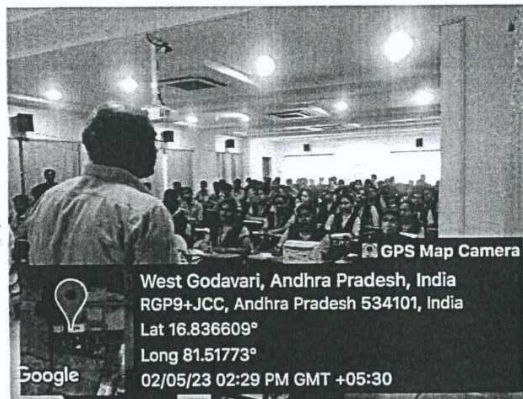 GPS Map Camera
West Godavari, Andhra Pradesh, India
RGP9+JCC, Andhra Pradesh 534101, India
Lat 16.836609°
Long 81.51773°
02/05/23 02:29 PM GMT +05:30
Google